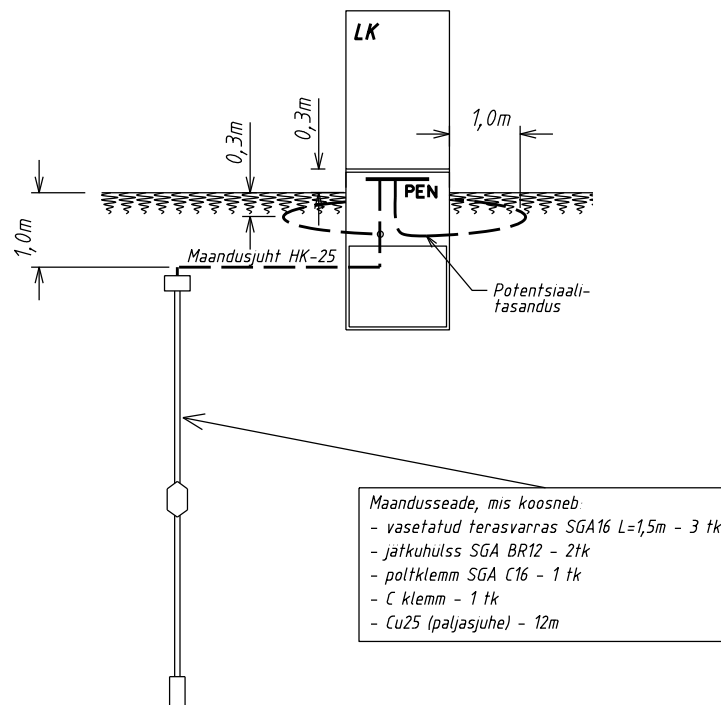 LK
0,3m
0,3m
1,0m
PEN
1,0m
Maandusjuht HK-25
Potentsiaali-
tasandus
Maandusseade, mis koosneb:
- vasetatud terasvarras SGA16 L=1,5m - 3 tk
- jätkuhülss SGA BR12 - 2tk
- poltklemm SGA C16 - 1 tk
- C klemm - 1 tk
- Cu25 (paljasjuhe) - 12m